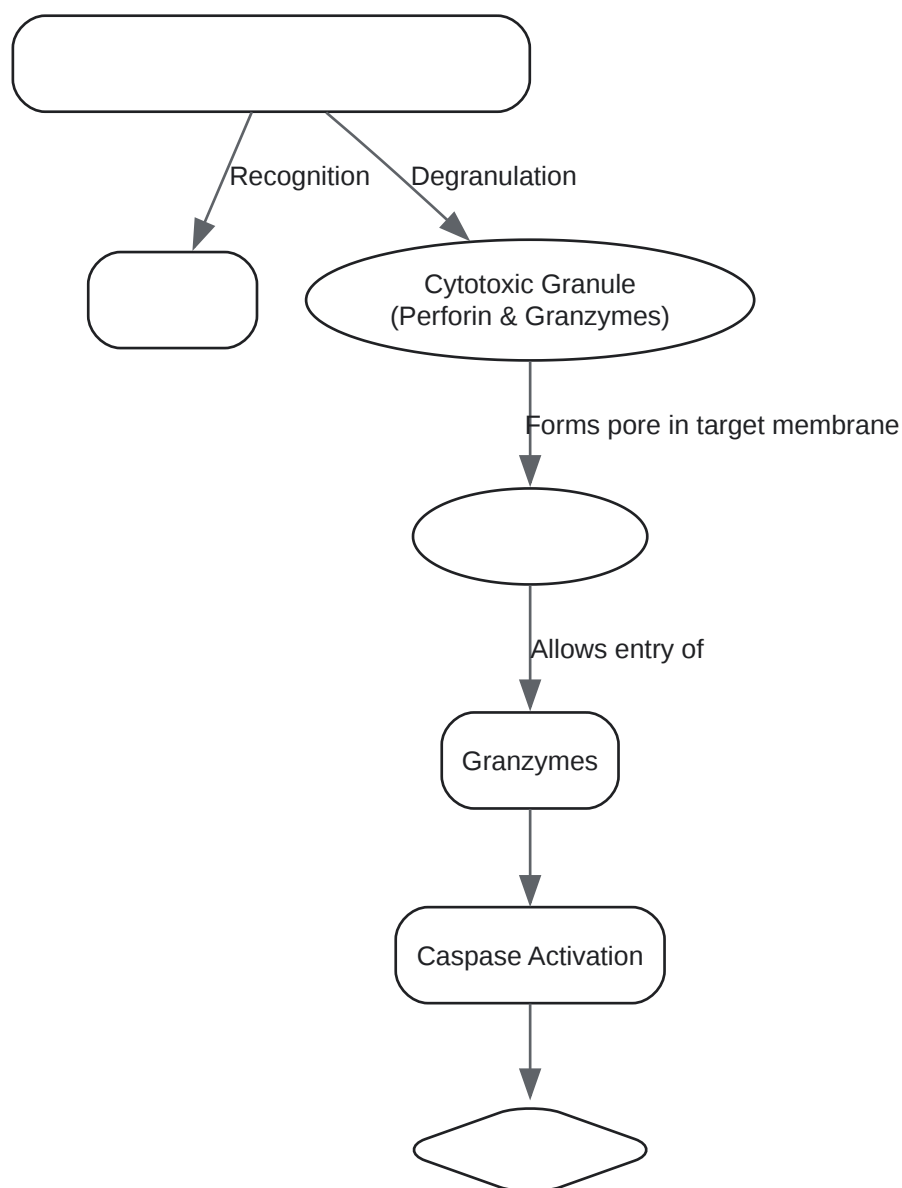 Recognition
Degranulation
Cytotoxic Granule
(Perforin & Granzymes)
Forms pore in target membrane
Allows entry of
Granzymes
Caspase Activation